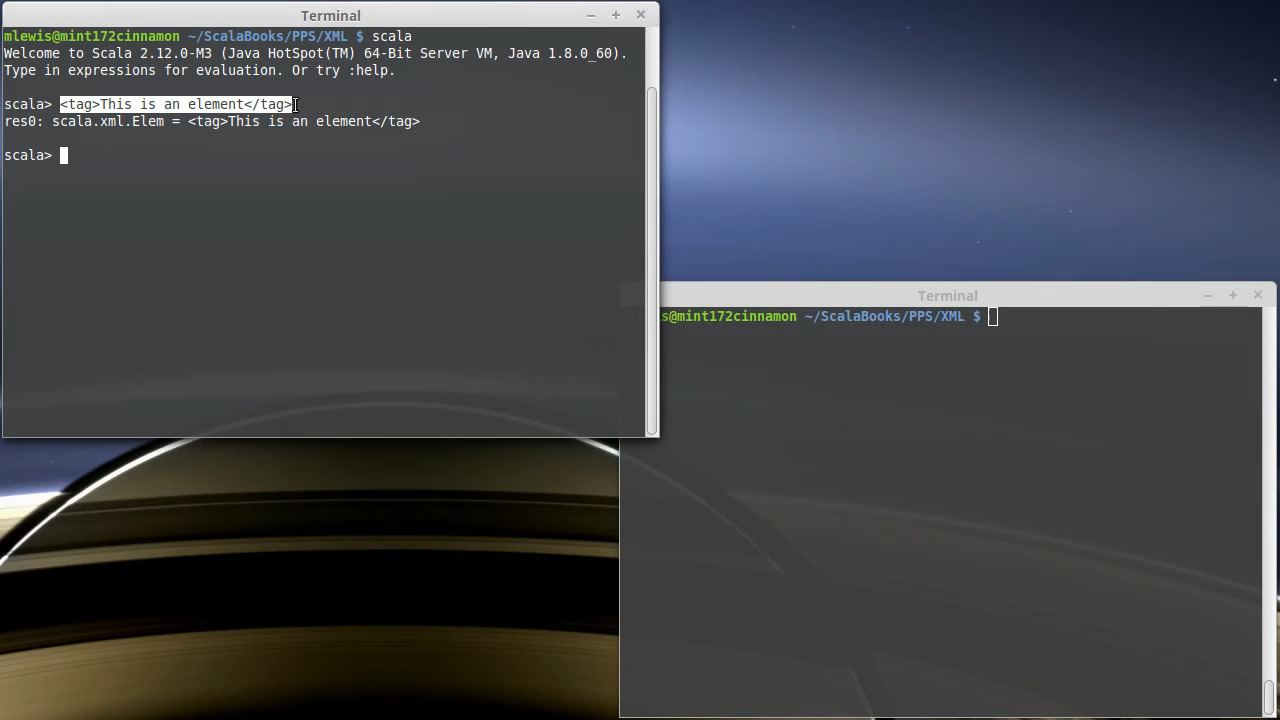 Terminal
mlewis@mint172cinnamon ~/ScalaBooks/PPS/XML $ scala
Welcome to Scala 2.12.0-M3 (Java HotSpot(TM) 64-Bit Server VM, Java 1.8.0_60).
Type in expressions for evaluation. Or try :help.
scala> <tag>This is an element</tag>
res0: scala.xml.Elem = <tag>This is an element</tag>
scala>
Terminal
s@mint172cinnamon ~/ScalaBooks/PPS/XML $